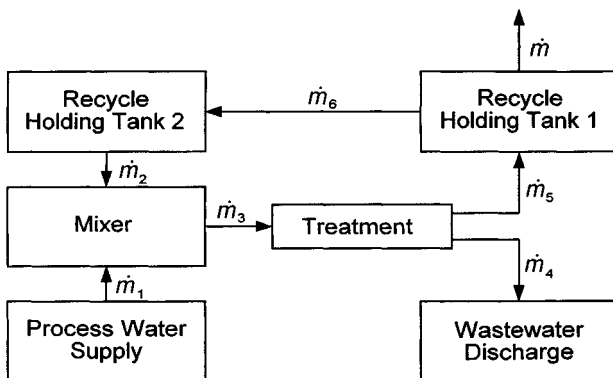 ṁ
Recycle
Holding Tank 2
ṁ₆
Recycle
Holding Tank 1
ṁ₂
ṁ₅
Mixer
ṁ₃
Treatment
ṁ₁
ṁ₄
Process Water
Supply
Wastewater
Discharge